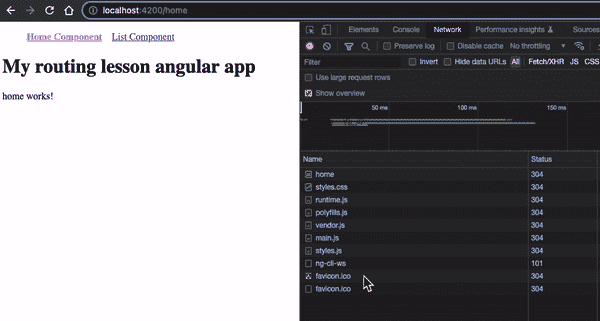 localhost:4200/home
Home Component List Component
My routing lesson angular app
home works!
Elements Console Network Performance insights Sources
Preserve log Disable cache No throttling
Filter Invert Hide data URLs All Fetch/XHR JS CSS
Use large request rows
Show overview
50 ms 100 ms 150 ms
Name Status
home 304
styles.css 304
runtime.js 304
polyfills.js 304
vendor.js 304
main.js 304
styles.js 304
ng-cli-ws 101
favicon.ico 304
favicon.ico 304